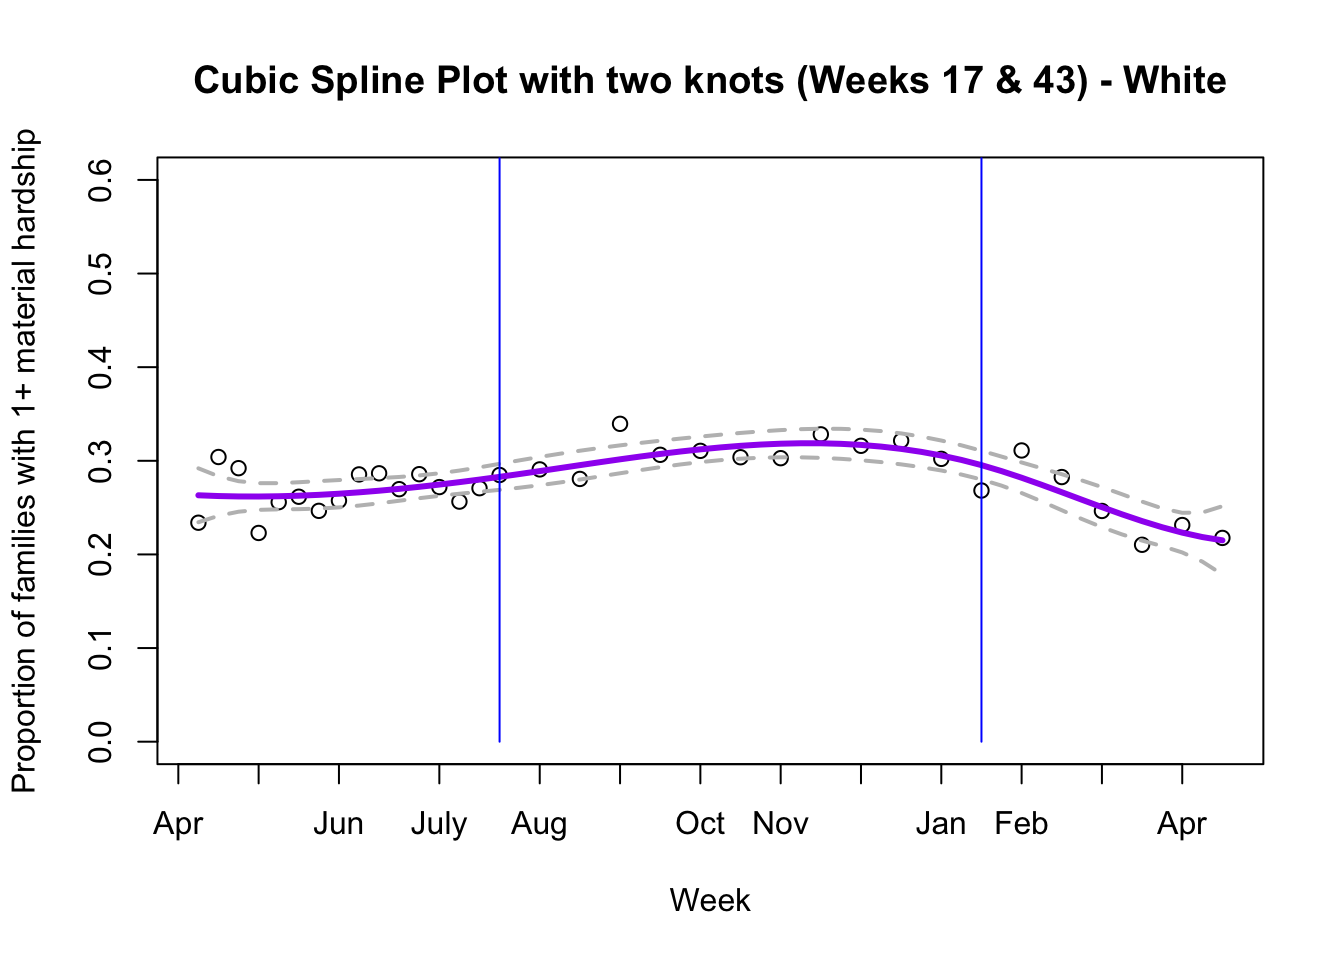 Cubic Spline Plot with two knots (Weeks 17 & 43) - White
Proportion of families with 1+ material hardship
0.6
0.5
0.4
0.3
0.2
0.1
0.0
Apr Jun July Aug Oct Nov Jan Feb Apr
Week